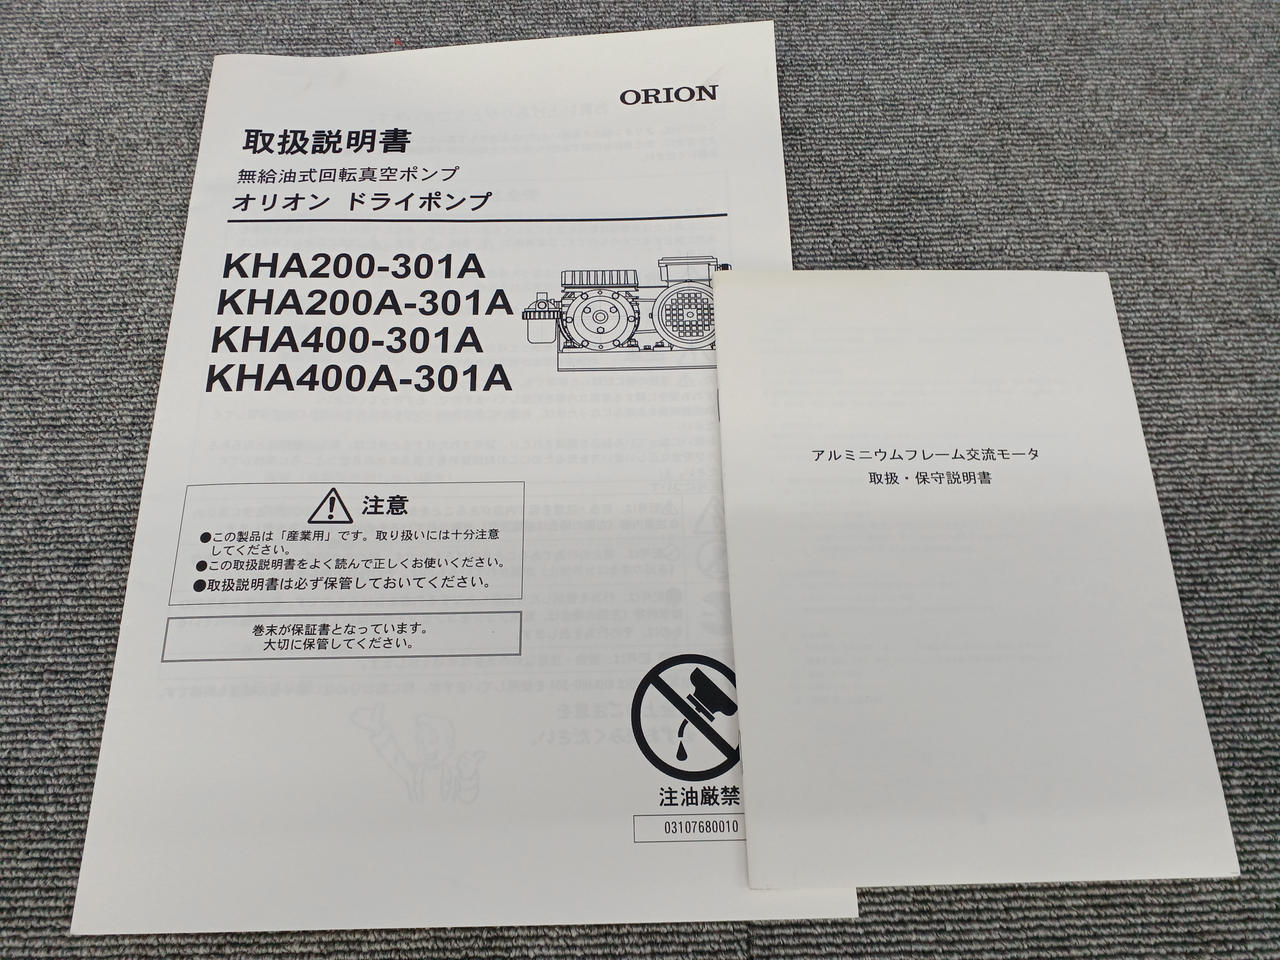 ORION
取扱説明書
無給油式回転真空ポンプ
オリオン ドライポンプ
KHA200-301A
KHA200A-301A
KHA400-301A
KHA400A-301A
注意
●この製品は「産業用」です。取り扱いには十分注意
してください。
●この取扱説明書をよく読んで正しくお使いください。
●取扱説明書は必ず保管しておいてください。
巻末が保証書となっています。
大切に保管してください。
注油厳禁
03107680010
アルミニウムフレーム交流モータ
取扱・保守説明書